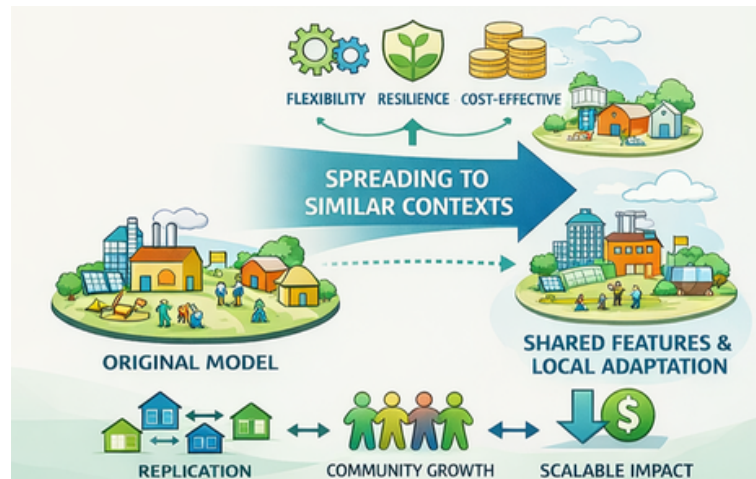 FLEXIBILITY RESILIENCE COST-EFFECTIVE
SPREADING TO
SIMILAR CONTEXTS
ORIGINAL MODEL
SHARED FEATURES &
LOCAL ADAPTATION
$
REPLICATION
COMMUNITY GROWTH
SCALABLE IMPACT